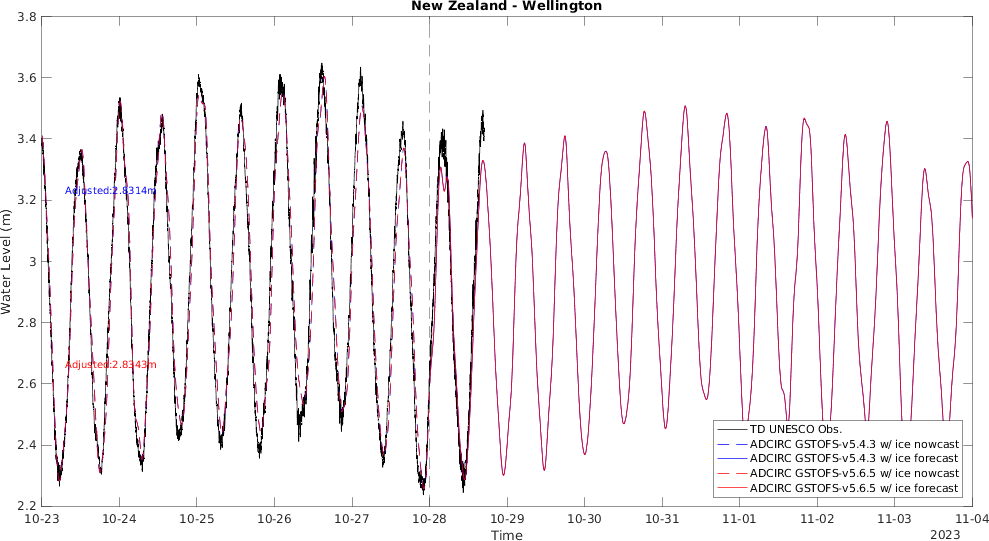 New Zealand - Wellington
3.8
3.6
3.4
3.2
3
2.8
2.6
2.4
2.2
Water Level (m)
Adjusted:2.8314m
Adjusted:2.8343m
TD UNESCO Obs.
ADCIRC GSTOFS-v5.4.3 w/ ice nowcast
ADCIRC GSTOFS-v5.4.3 w/ ice forecast
ADCIRC GSTOFS-v5.6.5 w/ ice nowcast
ADCIRC GSTOFS-v5.6.5 w/ ice forecast
10-23 10-24 10-25 10-26 10-27 10-28 10-29 10-30 10-31 11-01 11-02 11-03 11-04
Time
2023